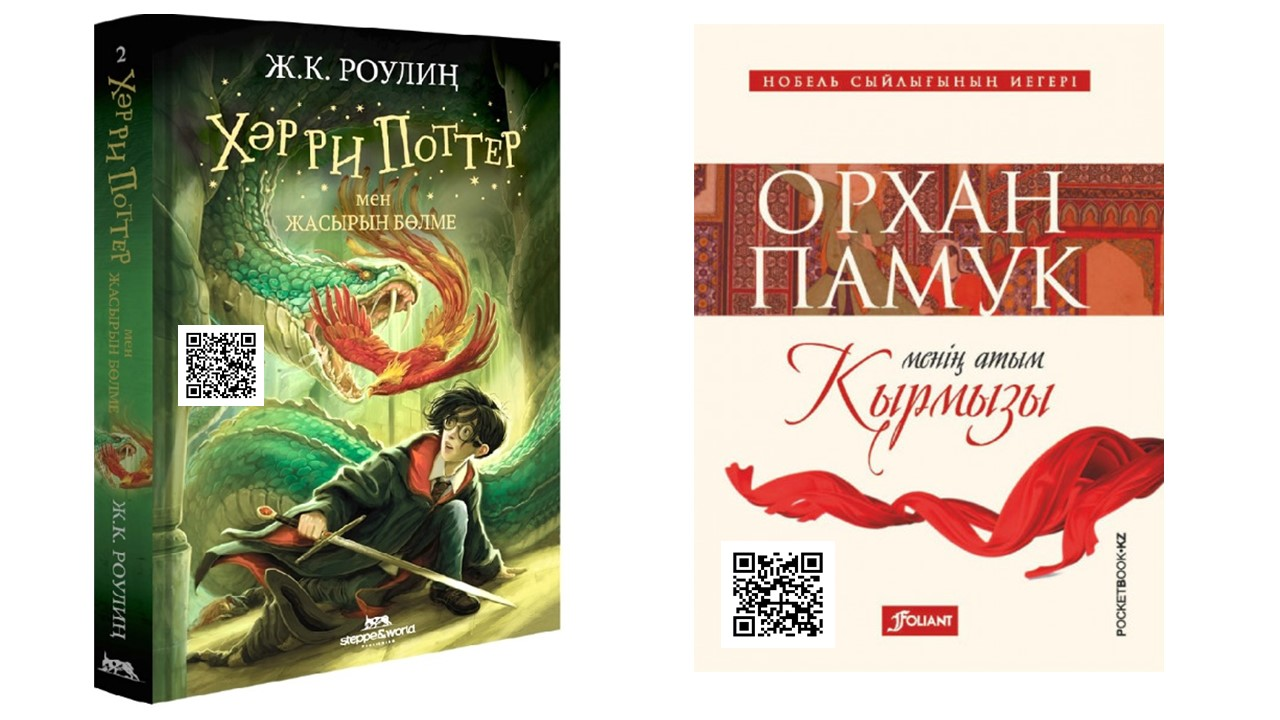 2
Хәрри Поттер
мен
ЖАСЫРЫН БӨЛМЕ
Ж.К. РОУЛИҢ
Ж.К. РОУЛИҢ
Хәрри Поттер
мен
ЖАСЫРЫН БӨЛМЕ
steppe&world
PUBLISHING
НОБЕЛЬ СЫЙЛЫҒЫНЫҢ ИЕГЕРІ
ОРХАН
ПАМУК
менің атым
Қырмызы
FOLIANT
POCKETBOOK•KZ